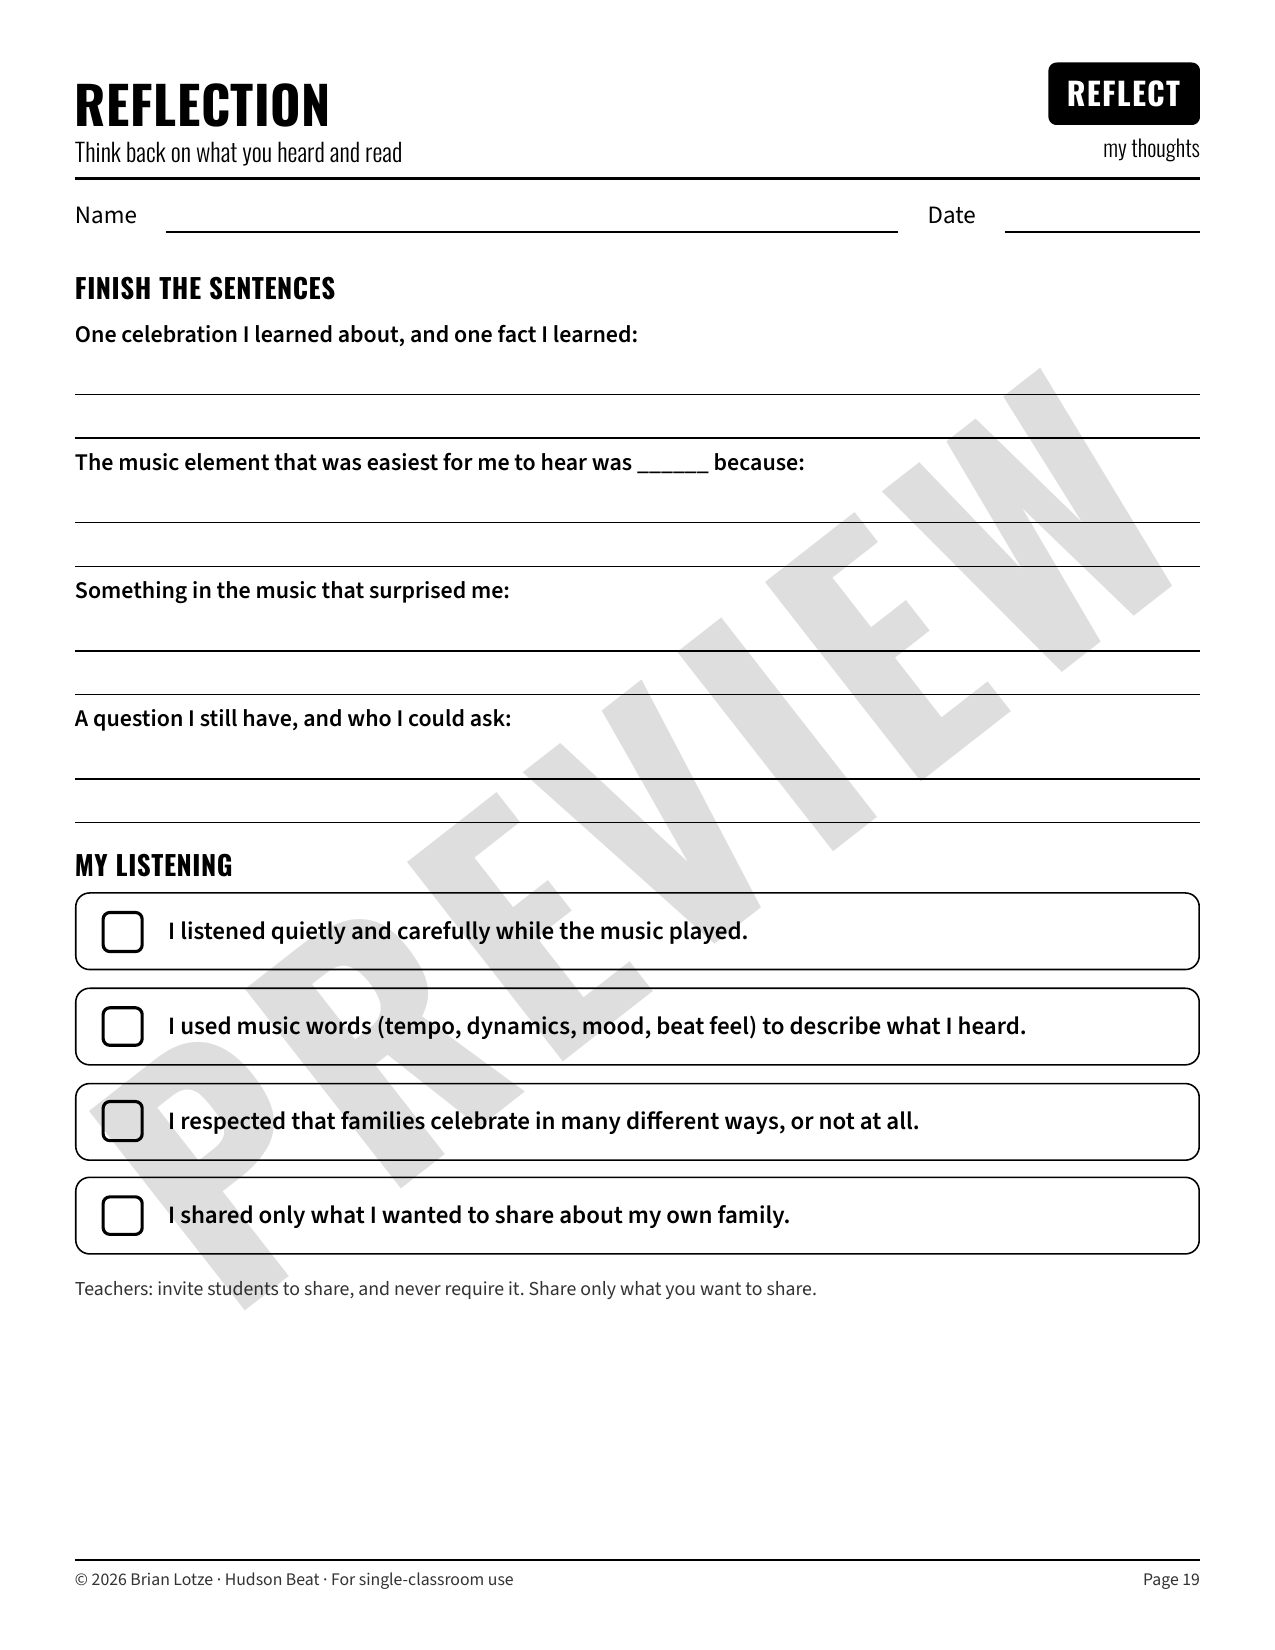 REFLECTION
Think back on what you heard and read
REFLECT
my thoughts
Name
Date
FINISH THE SENTENCES
One celebration I learned about, and one fact I learned:
The music element that was easiest for me to hear was ______ because:
Something in the music that surprised me:
A question I still have, and who I could ask:
MY LISTENING
I listened quietly and carefully while the music played.
I used music words (tempo, dynamics, mood, beat feel) to describe what I heard.
I respected that families celebrate in many different ways, or not at all.
I shared only what I wanted to share about my own family.
Teachers: invite students to share, and never require it. Share only what you want to share.
PREVIEW
© 2026 Brian Lotze · Hudson Beat · For single-classroom use
Page 19